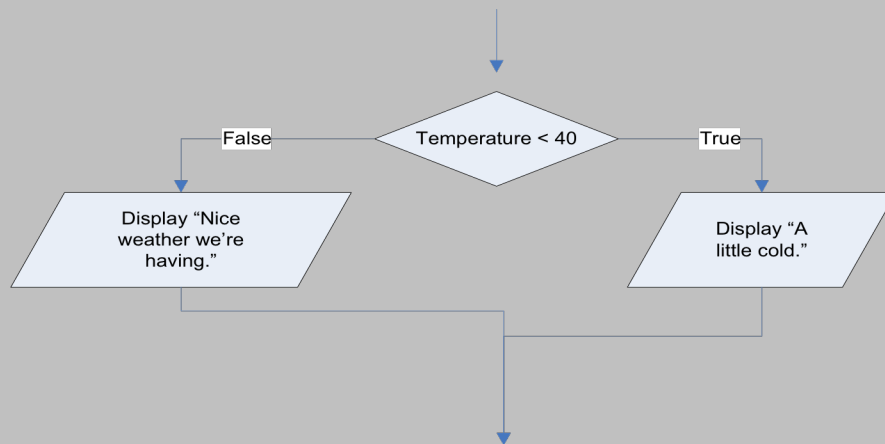 Temperature < 40
False
True
Display “Nice
weather we’re
having.”
Display “A
little cold.”